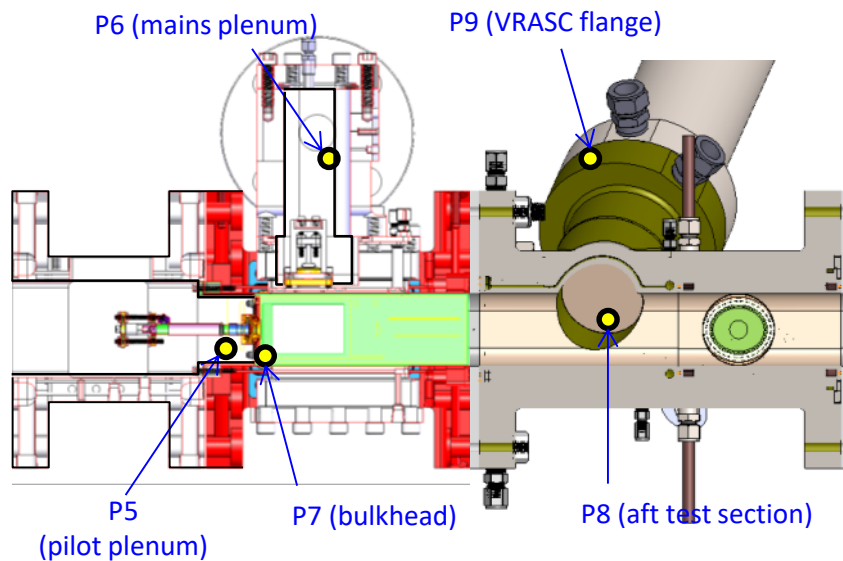 P6 (mains plenum)
P9 (VRASC flange)
P5
(pilot plenum)
P7 (bulkhead)
P8 (aft test section)